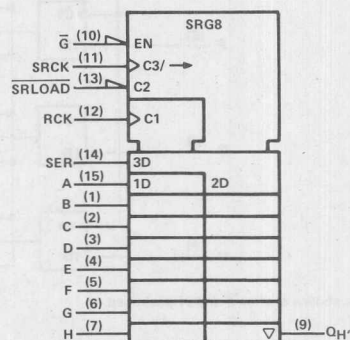 SRG8
G (10) EN
SRCK (11) C3/ →
SRLOAD (13) C2
RCK (12) C1
SER (14) 3D
A (15) 1D 2D
B (1)
C (2)
D (3)
E (4)
F (5)
G (6)
H (7) ▽ (9) QH'